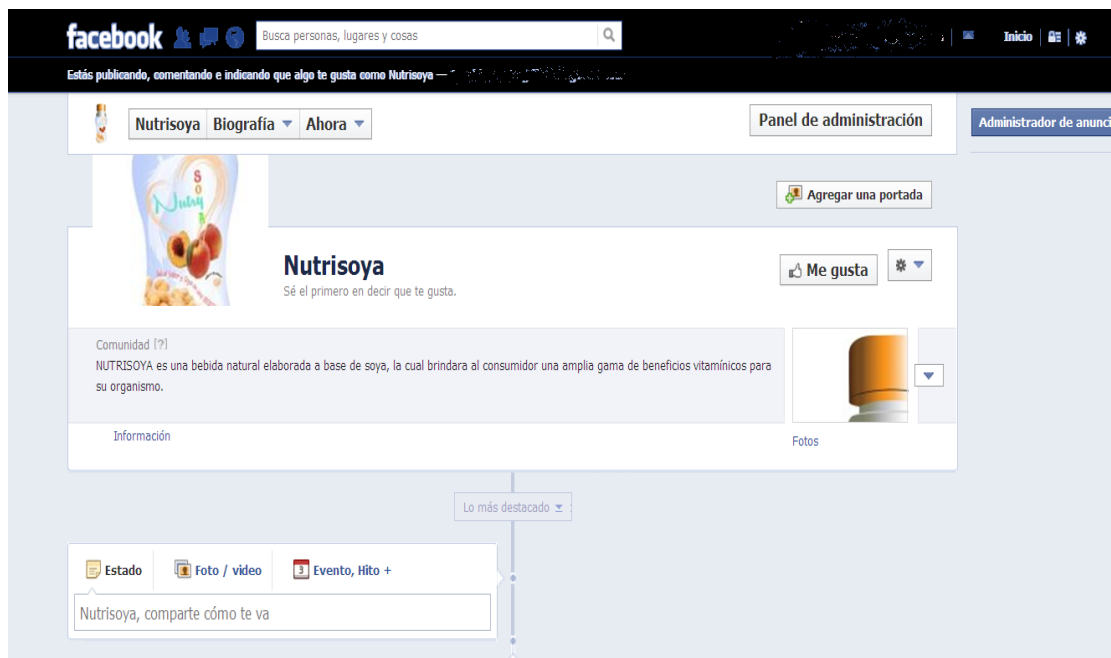 facebook
Busca personas, lugares y cosas
Inicio
Estás publicando, comentando e indicando que algo te gusta como Nutrisoya —
Nutrisoya Biografía Ahora
Panel de administración
Administrador de anunci
SOYA
Nutry
Agregar una portada
Nutrisoya
Sé el primero en decir que te gusta.
Me gusta
Comunidad [?]
NUTRISOYA es una bebida natural elaborada a base de soya, la cual brindara al consumidor una amplia gama de beneficios vitamínicos para
su organismo.
Información
Fotos
Lo más destacado
Estado
Foto / video
3
Evento, Hito +
Nutrisoya, comparte cómo te va